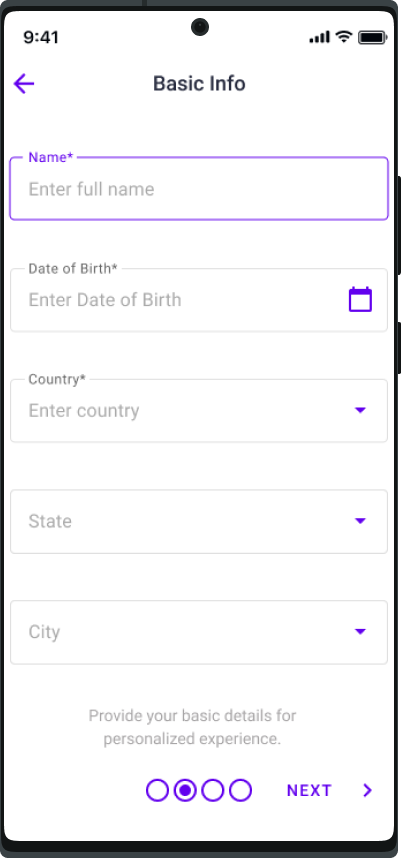 9:41
Basic Info
Name*
Enter full name
Date of Birth*
Enter Date of Birth
Country*
Enter country
State
City
Provide your basic details for
personalized experience.
NEXT